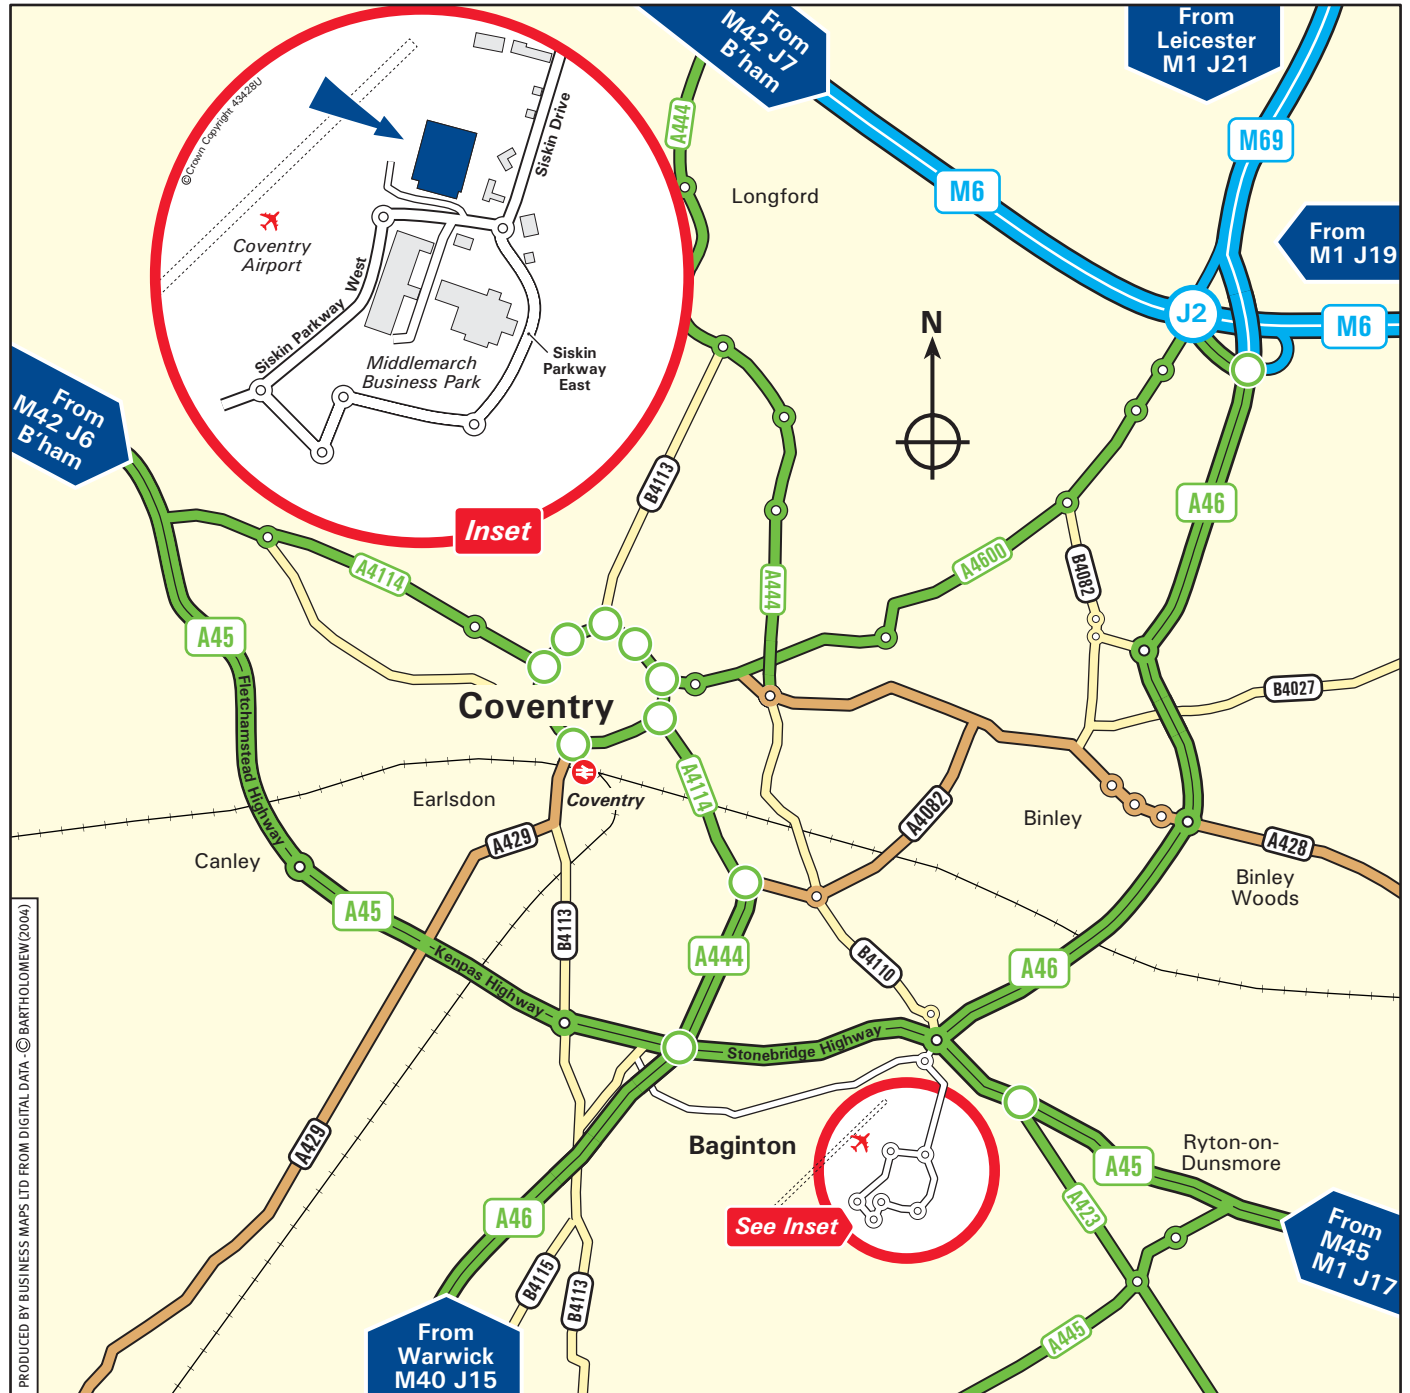 From
M42 J7
B'ham
From
Leicester
M1 J21
M69
M6
From
M1 J19
J2
M6
A444
Longford
©Crown Copyright 43428U
Siskin Drive
Coventry
Airport
Siskin Parkway West
Middlemarch
Business Park
Siskin
Parkway
East
Inset
N
From
M42 J6
B'ham
B4113
A46
A4114
A444
A4600
B4082
A45
Fletchamstead Highway
B4027
Coventry
Coventry
Earlsdon
A4114
A4082
Binley
A429
A428
Canley
Binley
Woods
A45
B4113
A444
B4110
A46
Kenpas Highway
Stonebridge Highway
A429
Baginton
Ryton-on-
Dunsmore
A45
A423
See Inset
A46
From
M45
M1 J17
B4115
B4113
A445
From
Warwick
M40 J15
PRODUCED BY BUSINESS MAPS LTD FROM DIGITAL DATA - © BARTHOLOMEW(2004)